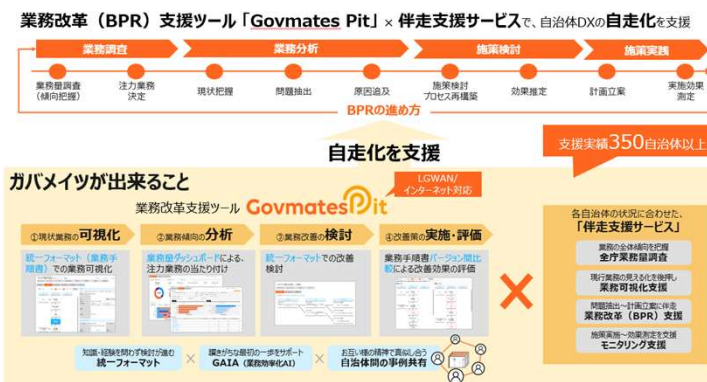 業務改革（BPR）支援ツール「Govmates Pit」× 伴走支援サービスで、自治体DXの自走化を支援
業務調査
業務分析
施策検討
施策実践
業務量調査
（傾向把握）
注力業務
決定
現状把握
問題抽出
原因追及
施策検討
プロセス再構築
効果推定
計画立案
実施効果
測定
BPRの進め方
自走化を支援
支援実績350自治体以上
ガバメイツが出来ること
LGWAN/
インターネット対応
業務改革支援ツール GovmatesPit
①現状業務の可視化
②業務傾向の分析
③業務改善の検討
④改善策の実施・評価
統一フォーマット（業務手
順書）での業務可視化
業務量ダッシュボードによる、
注力業務の当たり付け
統一フォーマットでの改善
検討
業務手順書バージョン間比
較による改善効果の評価
×
各自治体の状況に合わせた、
「伴走支援サービス」
業務の全体傾向を把握
全庁業務量調査
現行業務の見える化を後押し
業務可視化支援
問題抽出～計画立案に伴走
業務改革（BPR）支援
施策実施～効果測定を支援
モニタリング支援
知識・経験を問わず検討が進む
統一フォーマット
×
躓きがちな最初の一歩をサポート
GAIA（業務効率化AI）
×
お互い様の精神で真似し合う
自治体間の事例共有